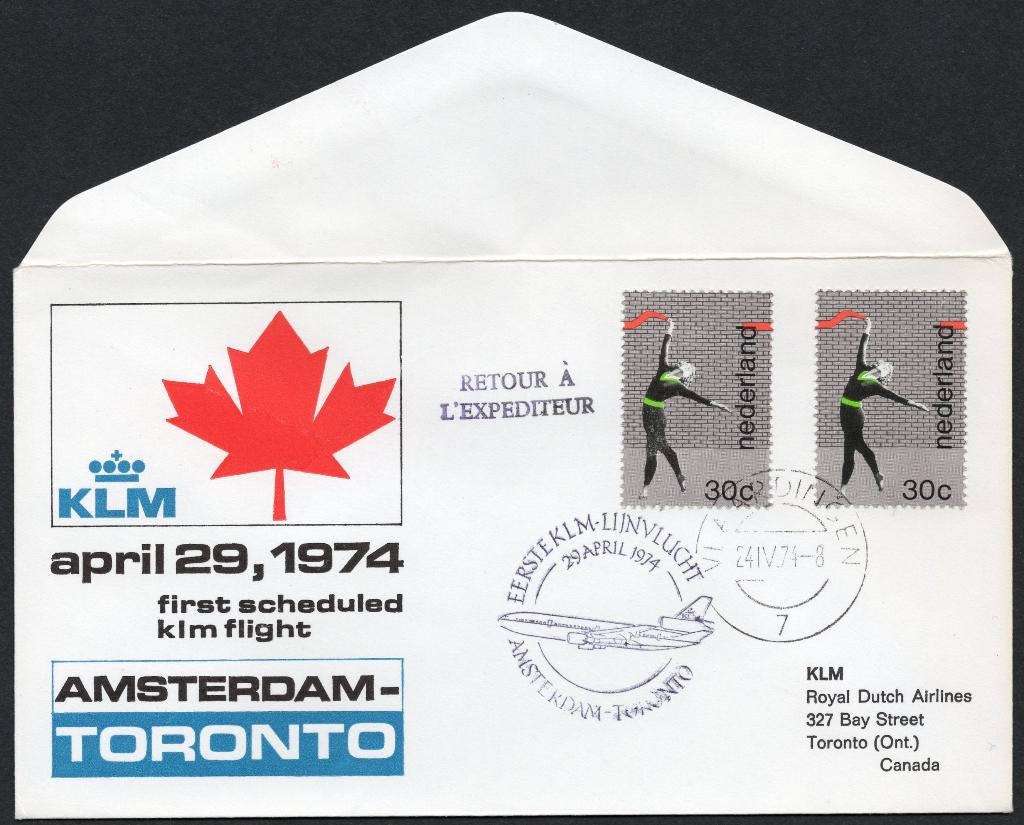 KLM
april 29, 1974
first scheduled
klm flight
AMSTERDAM-
TORONTO
RETOUR À
L'EXPEDITEUR
nederland
30c
nederland
30c
EERSTE KLM-LIJNVLUCHT
29 APRIL 1974
AMSTERDAM-TORONTO
VLAARDINGEN
24 IV.74-8
7
KLM
Royal Dutch Airlines
327 Bay Street
Toronto (Ont.)
Canada